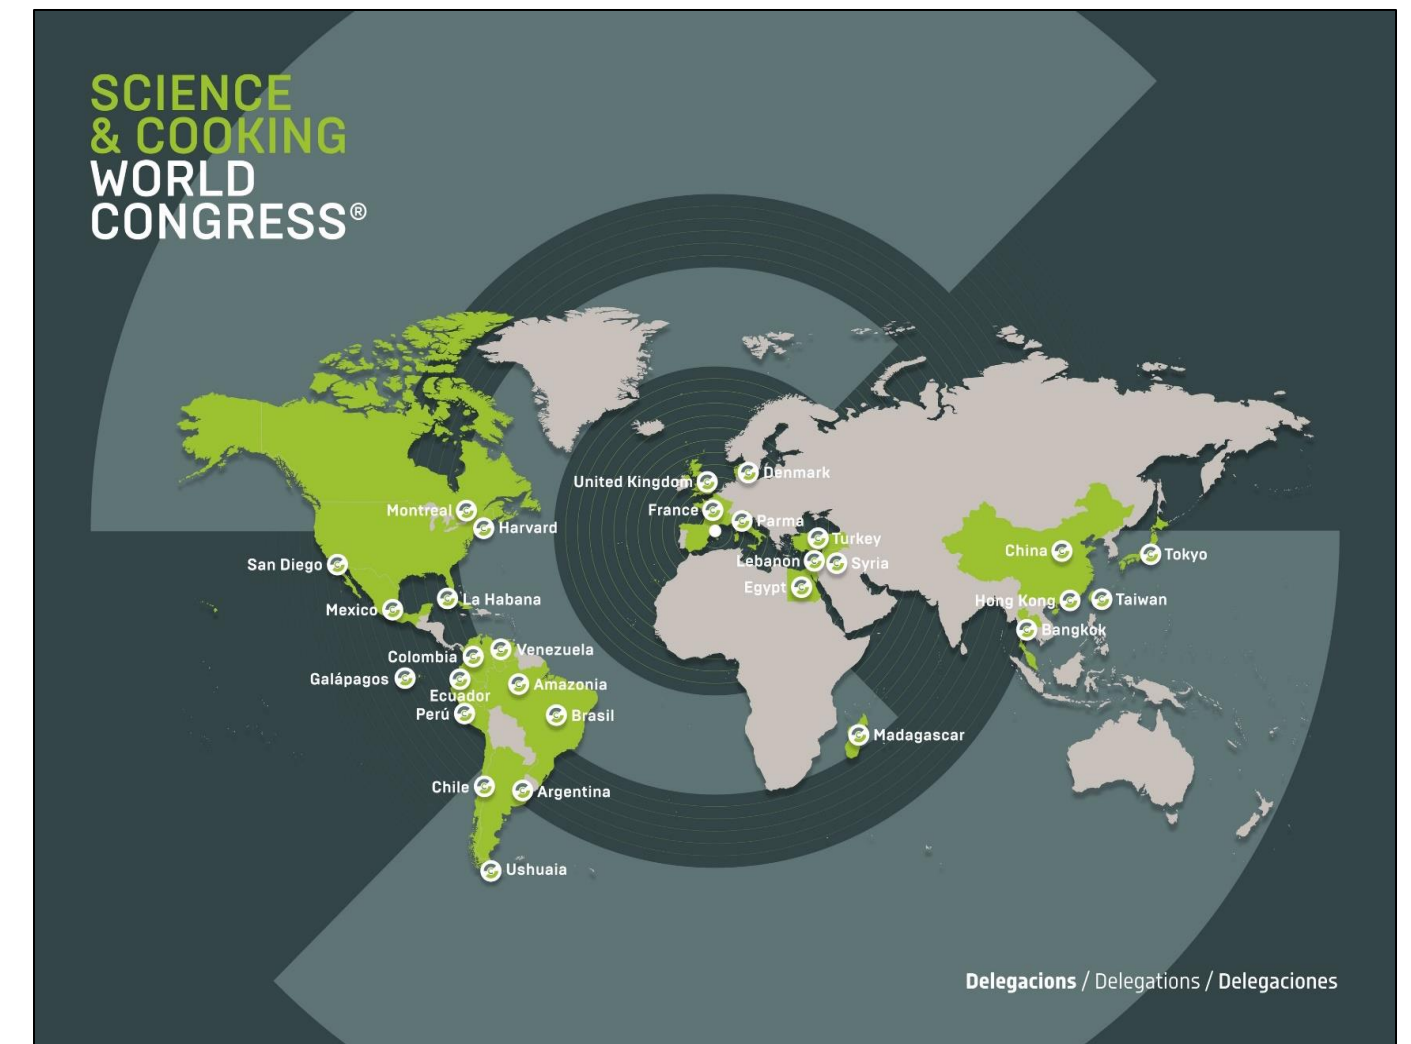 SCIENCE
& COOKING
WORLD
CONGRESS®
United Kingdom
Denmark
France
Parma
Montreal
Harvard
Turkey
Lebanon
Syria
Egypt
San Diego
La Habana
Mexico
China
Tokyo
Hong Kong
Taiwan
Bangkok
Colombia
Venezuela
Galápagos
Ecuador
Amazonia
Perú
Brasil
Madagascar
Chile
Argentina
Ushuaia
Delegacions / Delegations / Delegaciones